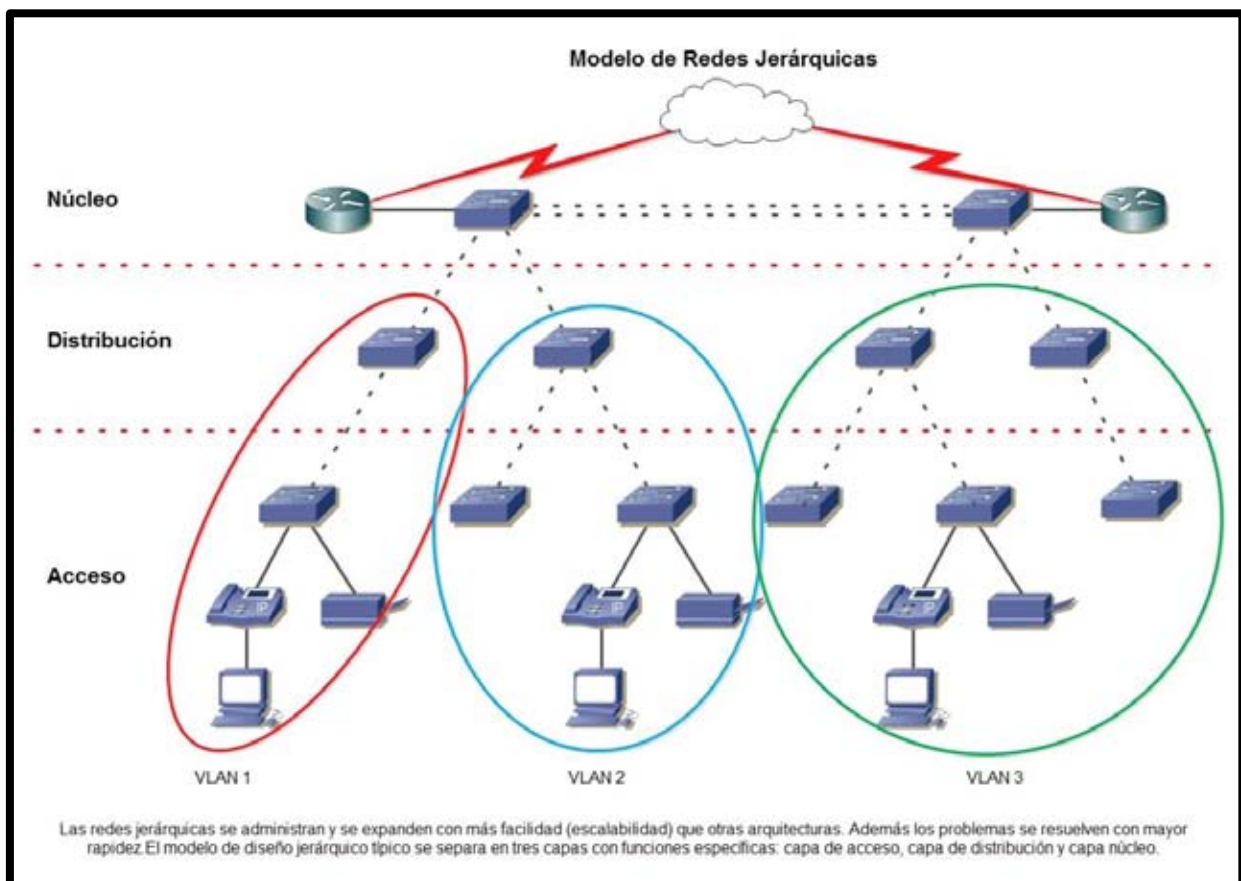 Modelo de Redes Jerárquicas
Núcleo
Distribución
Acceso
IP
IP
IP
VLAN 1
VLAN 2
VLAN 3
Las redes jerárquicas se administran y se expanden con más facilidad (escalabilidad) que otras arquitecturas. Además los problemas se resuelven con mayor
rapidez.El modelo de diseño jerárquico típico se separa en tres capas con funciones específicas: capa de acceso, capa de distribución y capa núcleo.